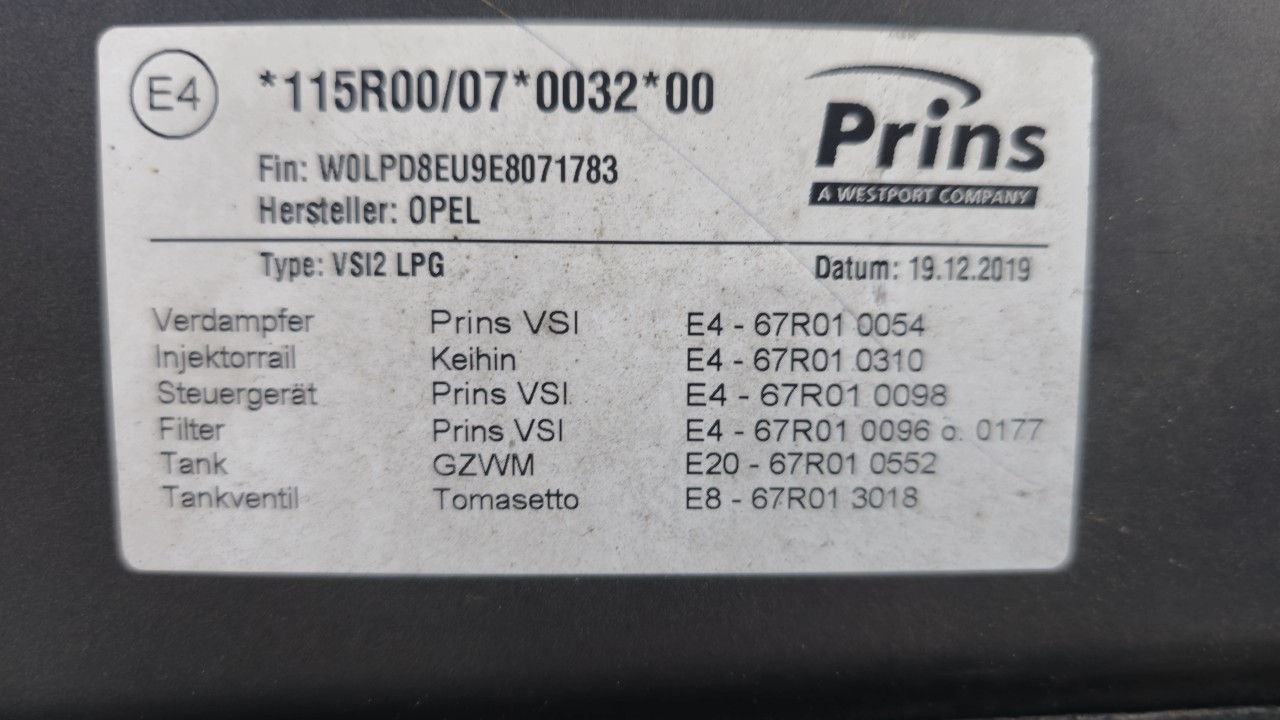 E4 *115R00/07*0032*00
Prins
A WESTPORT COMPANY
Fin: W0LPD8EU9E8071783
Hersteller: OPEL
Type: VSI2 LPG Datum: 19.12.2019
Verdampfer Prins VSI E4 - 67R01 0054
Injektorrail Keihin E4 - 67R01 0310
Steuergerät Prins VSI E4 - 67R01 0098
Filter Prins VSI E4 - 67R01 0096 o. 0177
Tank GZWM E20 - 67R01 0552
Tankventil Tomasetto E8 - 67R01 3018